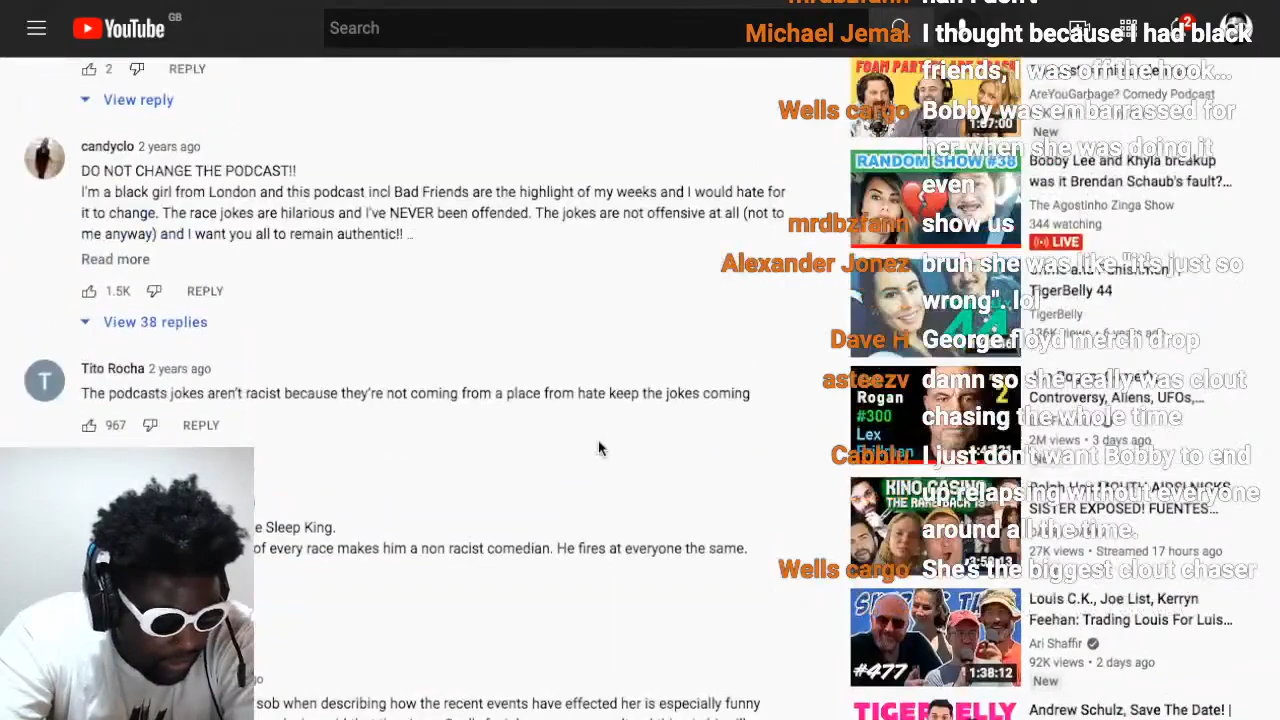 YouTube GB
Search
2
2 REPLY
View reply
candyclo 2 years ago
DO NOT CHANGE THE PODCAST!!
I'm a black girl from London and this podcast incl Bad Friends are the highlight of my weeks and I would hate for
it to change. The race jokes are hilarious and I've NEVER been offended. The jokes are not offensive at all (not to
me anyway) and I want you all to remain authentic!! ..
Read more
1.5K REPLY
View 38 replies
Tito Rocha 2 years ago
T
The podcasts jokes aren't racist because they're not coming from a place from hate keep the jokes coming
967 REPLY
e Sleep King.
of every race makes him a non racist comedian. He fires at everyone the same.
go
sob when describing how the recent events have effected her is especially funny
Michael Jemal I thought because I had black
friends, I was off the hook...
Wells cargo Bobby was embarrassed for
her when she was doing it
even
mrdbzfann show us
Alexander Jonez bruh she was like "it's just so
wrong". lol
Dave H George floyd merch drop
asteezv damn so she really was clout
chasing the whole time
Cabblu I just don't want Bobby to end
up relapsing without everyone
around all the time.
Wells cargo She's the biggest clout chaser
1:37:00
AreYouGarbage? Comedy Podcast
New
RANDOM SHOW #38
Bobby Lee and Khyla breakup
was it Brendan Schaub's fault?...
The Agostinho Zinga Show
344 watching
LIVE
44
TigerBelly 44
TigerBelly
Rogan
#300
Lex
2
Controversy, Aliens, UFOs,
2M views • 3 days ago
KINO CASINO
THE RAREBACK IS
SISTER EXPOSED! FUENTES...
27K views • Streamed 17 hours ago
#477
1:38:12
Louis C.K., Joe List, Kerryn
Feehan: Trading Louis For Luis...
Ari Shaffir
92K views • 2 days ago
New
TIGERBELLY
Andrew Schulz, Save The Date! |